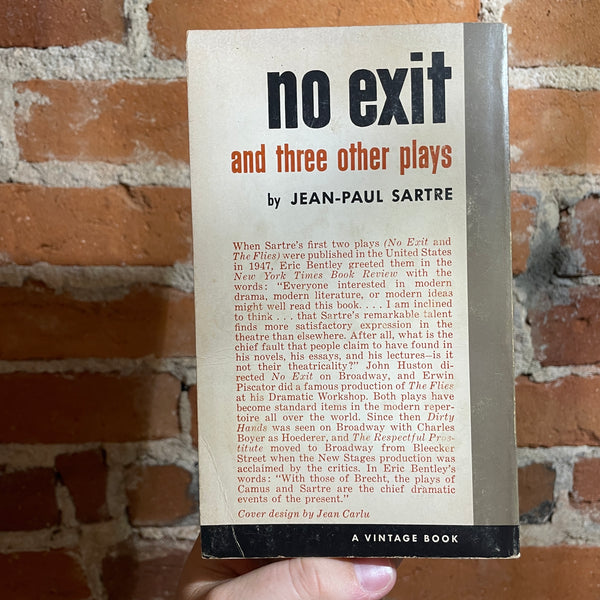 no exit
and three other plays
by JEAN-PAUL SARTRE
When Sartre's first two plays (No Exit and
The Flies) were published in the United States
in 1947, Eric Bentley greeted them in the
New York Times Book Review with the
words: “Everyone interested in modern
drama, modern literature, or modern ideas
might well read this book. . . . I am inclined
to think . . . that Sartre's remarkable talent
finds more satisfactory expression in the
theatre than elsewhere. After all, what is the
chief fault that people claim to have found in
his novels, his essays, and his lectures—is it
not their theatricality?” John Huston di-
rected No Exit on Broadway, and Erwin
Piscator did a famous production of The Flies
at his Dramatic Workshop. Both plays have
become standard items in the modern reper-
toire all over the world. Since then Dirty
Hands was seen on Broadway with Charles
Boyer as Hoederer, and The Respectful Pros-
titute moved to Broadway from Bleecker
Street when the New Stages production was
acclaimed by the critics. In Eric Bentley's
words: “With those of Brecht, the plays of
Camus and Sartre are the chief dramatic
events of the present.”
Cover design by Jean Carlu
A VINTAGE BOOK